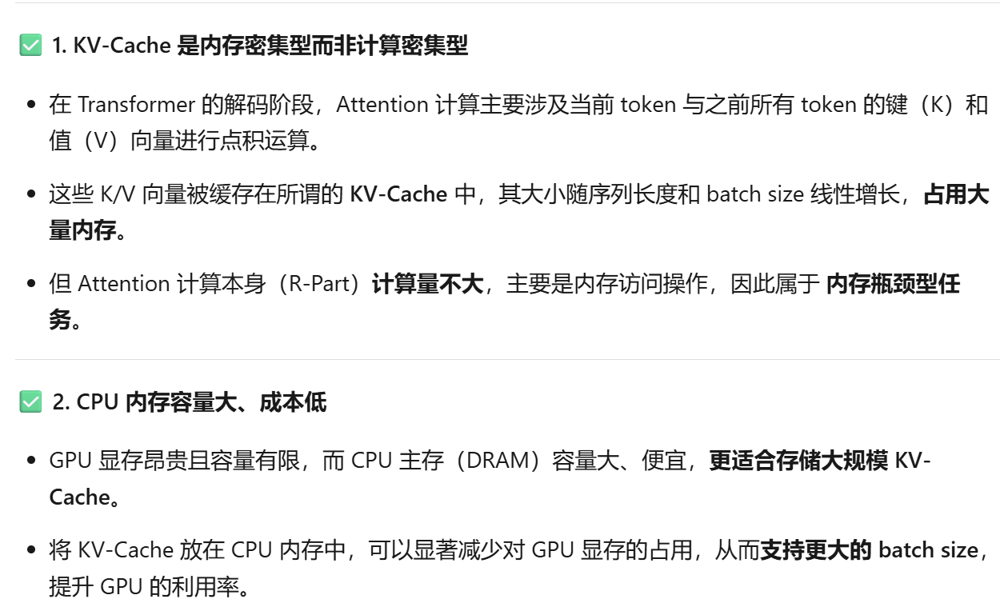 ✅ 1. KV-Cache 是内存密集型而非计算密集型
• 在 Transformer 的解码阶段，Attention 计算主要涉及当前 token 与之前所有 token 的键（K）和
值（V）向量进行点积运算。
• 这些 K/V 向量被缓存在所谓的 KV-Cache 中，其大小随序列长度和 batch size 线性增长，占用大
量内存。
• 但 Attention 计算本身（R-Part）计算量不大，主要是内存访问操作，因此属于 内存瓶颈型任
务。
✅ 2. CPU 内存容量大、成本低
• GPU 显存昂贵且容量有限，而 CPU 主存（DRAM）容量大、便宜，更适合存储大规模 KV-
Cache。
• 将 KV-Cache 放在 CPU 内存中，可以显著减少对 GPU 显存的占用，从而支持更大的 batch size，
提升 GPU 的利用率。